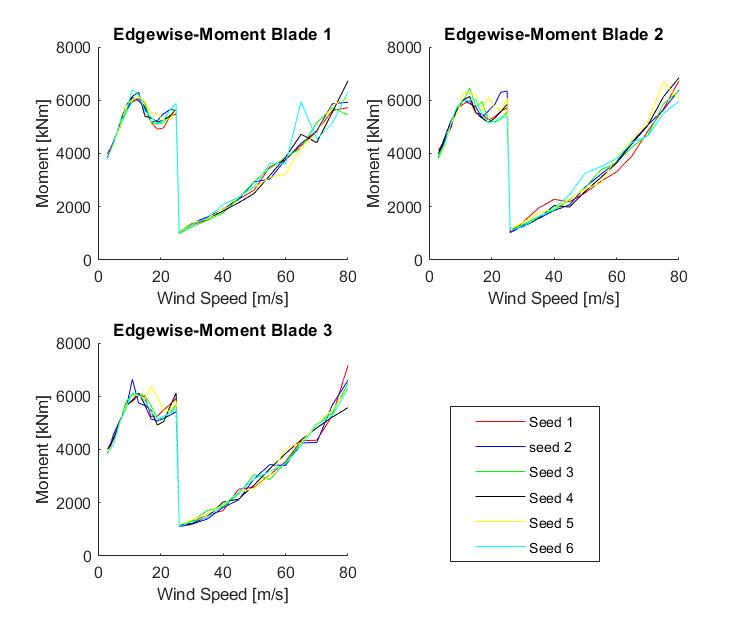 Edgewise-Moment Blade 1
8000
6000
4000
2000
0
Moment [kNm]
0 20 40 60 80
Wind Speed [m/s]
Edgewise-Moment Blade 2
8000
6000
4000
2000
0
Moment [kNm]
0 20 40 60 80
Wind Speed [m/s]
Edgewise-Moment Blade 3
8000
6000
4000
2000
0
Moment [kNm]
0 20 40 60 80
Wind Speed [m/s]
Seed 1
seed 2
Seed 3
Seed 4
Seed 5
Seed 6